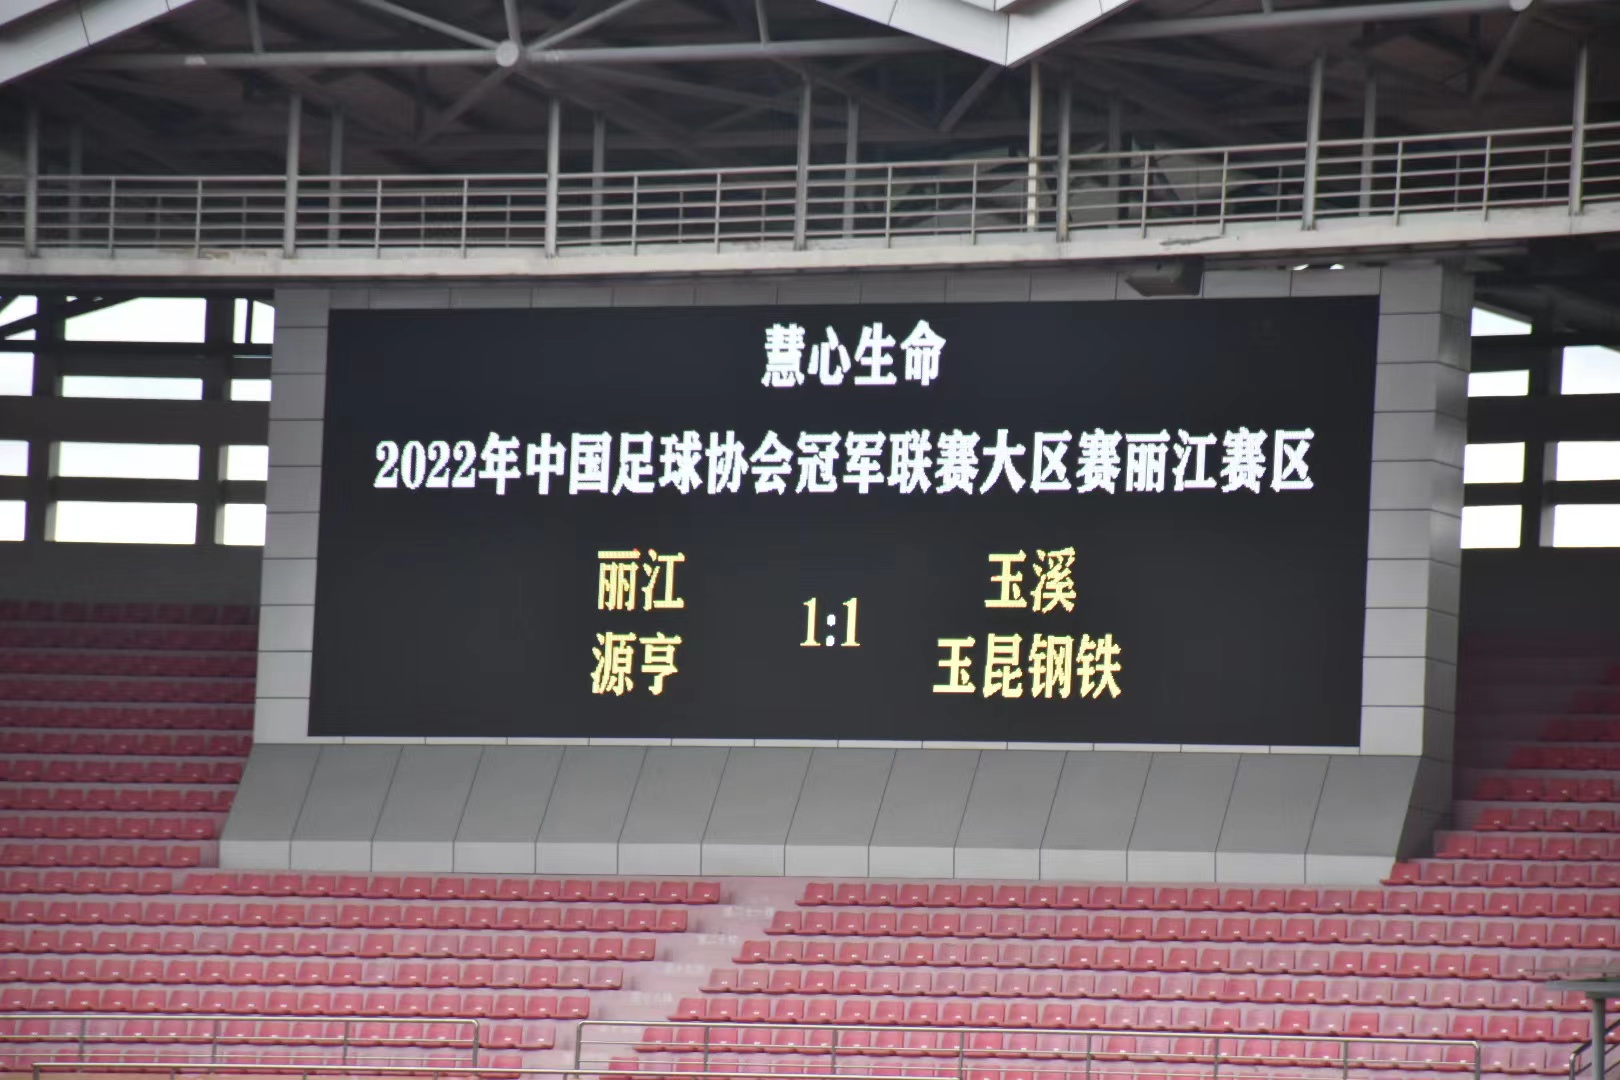 慧心生命
2022年中国足球协会冠军联赛大区赛丽江赛区
丽江
源亨
1:1
玉溪
玉昆钢铁